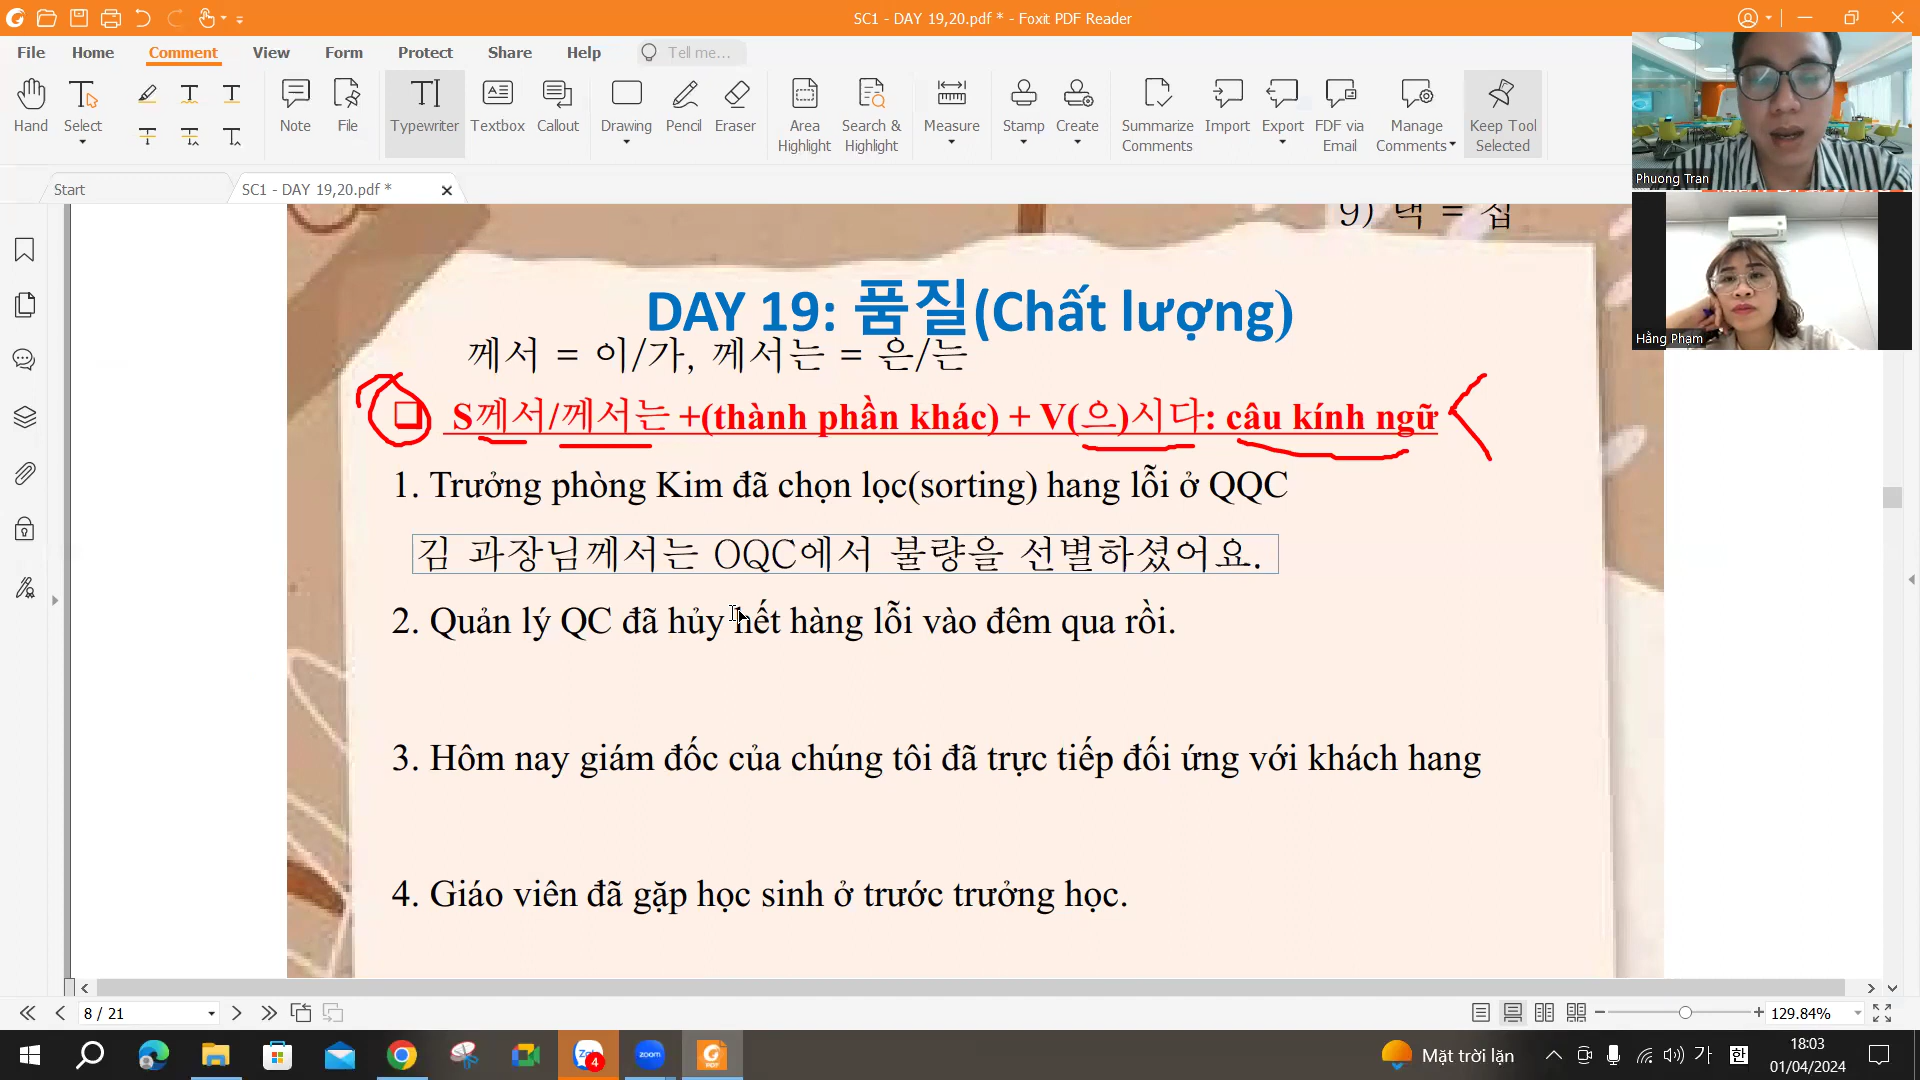 SC1 - DAY 19,20.pdf * - Foxit PDF Reader
File Home Comment View Form Protect Share Help Tell me...
Hand Select Note File Typewriter Textbox Callout Drawing Pencil Eraser Area Highlight Search & Highlight Measure Stamp Create Summarize Comments Import Export FDF via Email Manage Comments Keep Tool Selected
Phuong Tran
Start SC1 - DAY 19,20.pdf *
9) 댁 = 집
DAY 19: 품질(Chất lượng)
Hằng Phạm
께서 = 이/가, 께서는 = 은/는
S께서/께서는 +(thành phần khác) + V(으)시다: câu kính ngữ
1. Trưởng phòng Kim đã chọn lọc(sorting) hang lỗi ở QQC
김 과장님께서는 OQC에서 불량을 선별하셨어요.
2. Quản lý QC đã hủy hết hàng lỗi vào đêm qua rồi.
3. Hôm nay giám đốc của chúng tôi đã trực tiếp đối ứng với khách hang
4. Giáo viên đã gặp học sinh ở trước trưởng học.
8 / 21
129.84%
4
zoom
Mặt trời lặn
가
한
18:03
01/04/2024